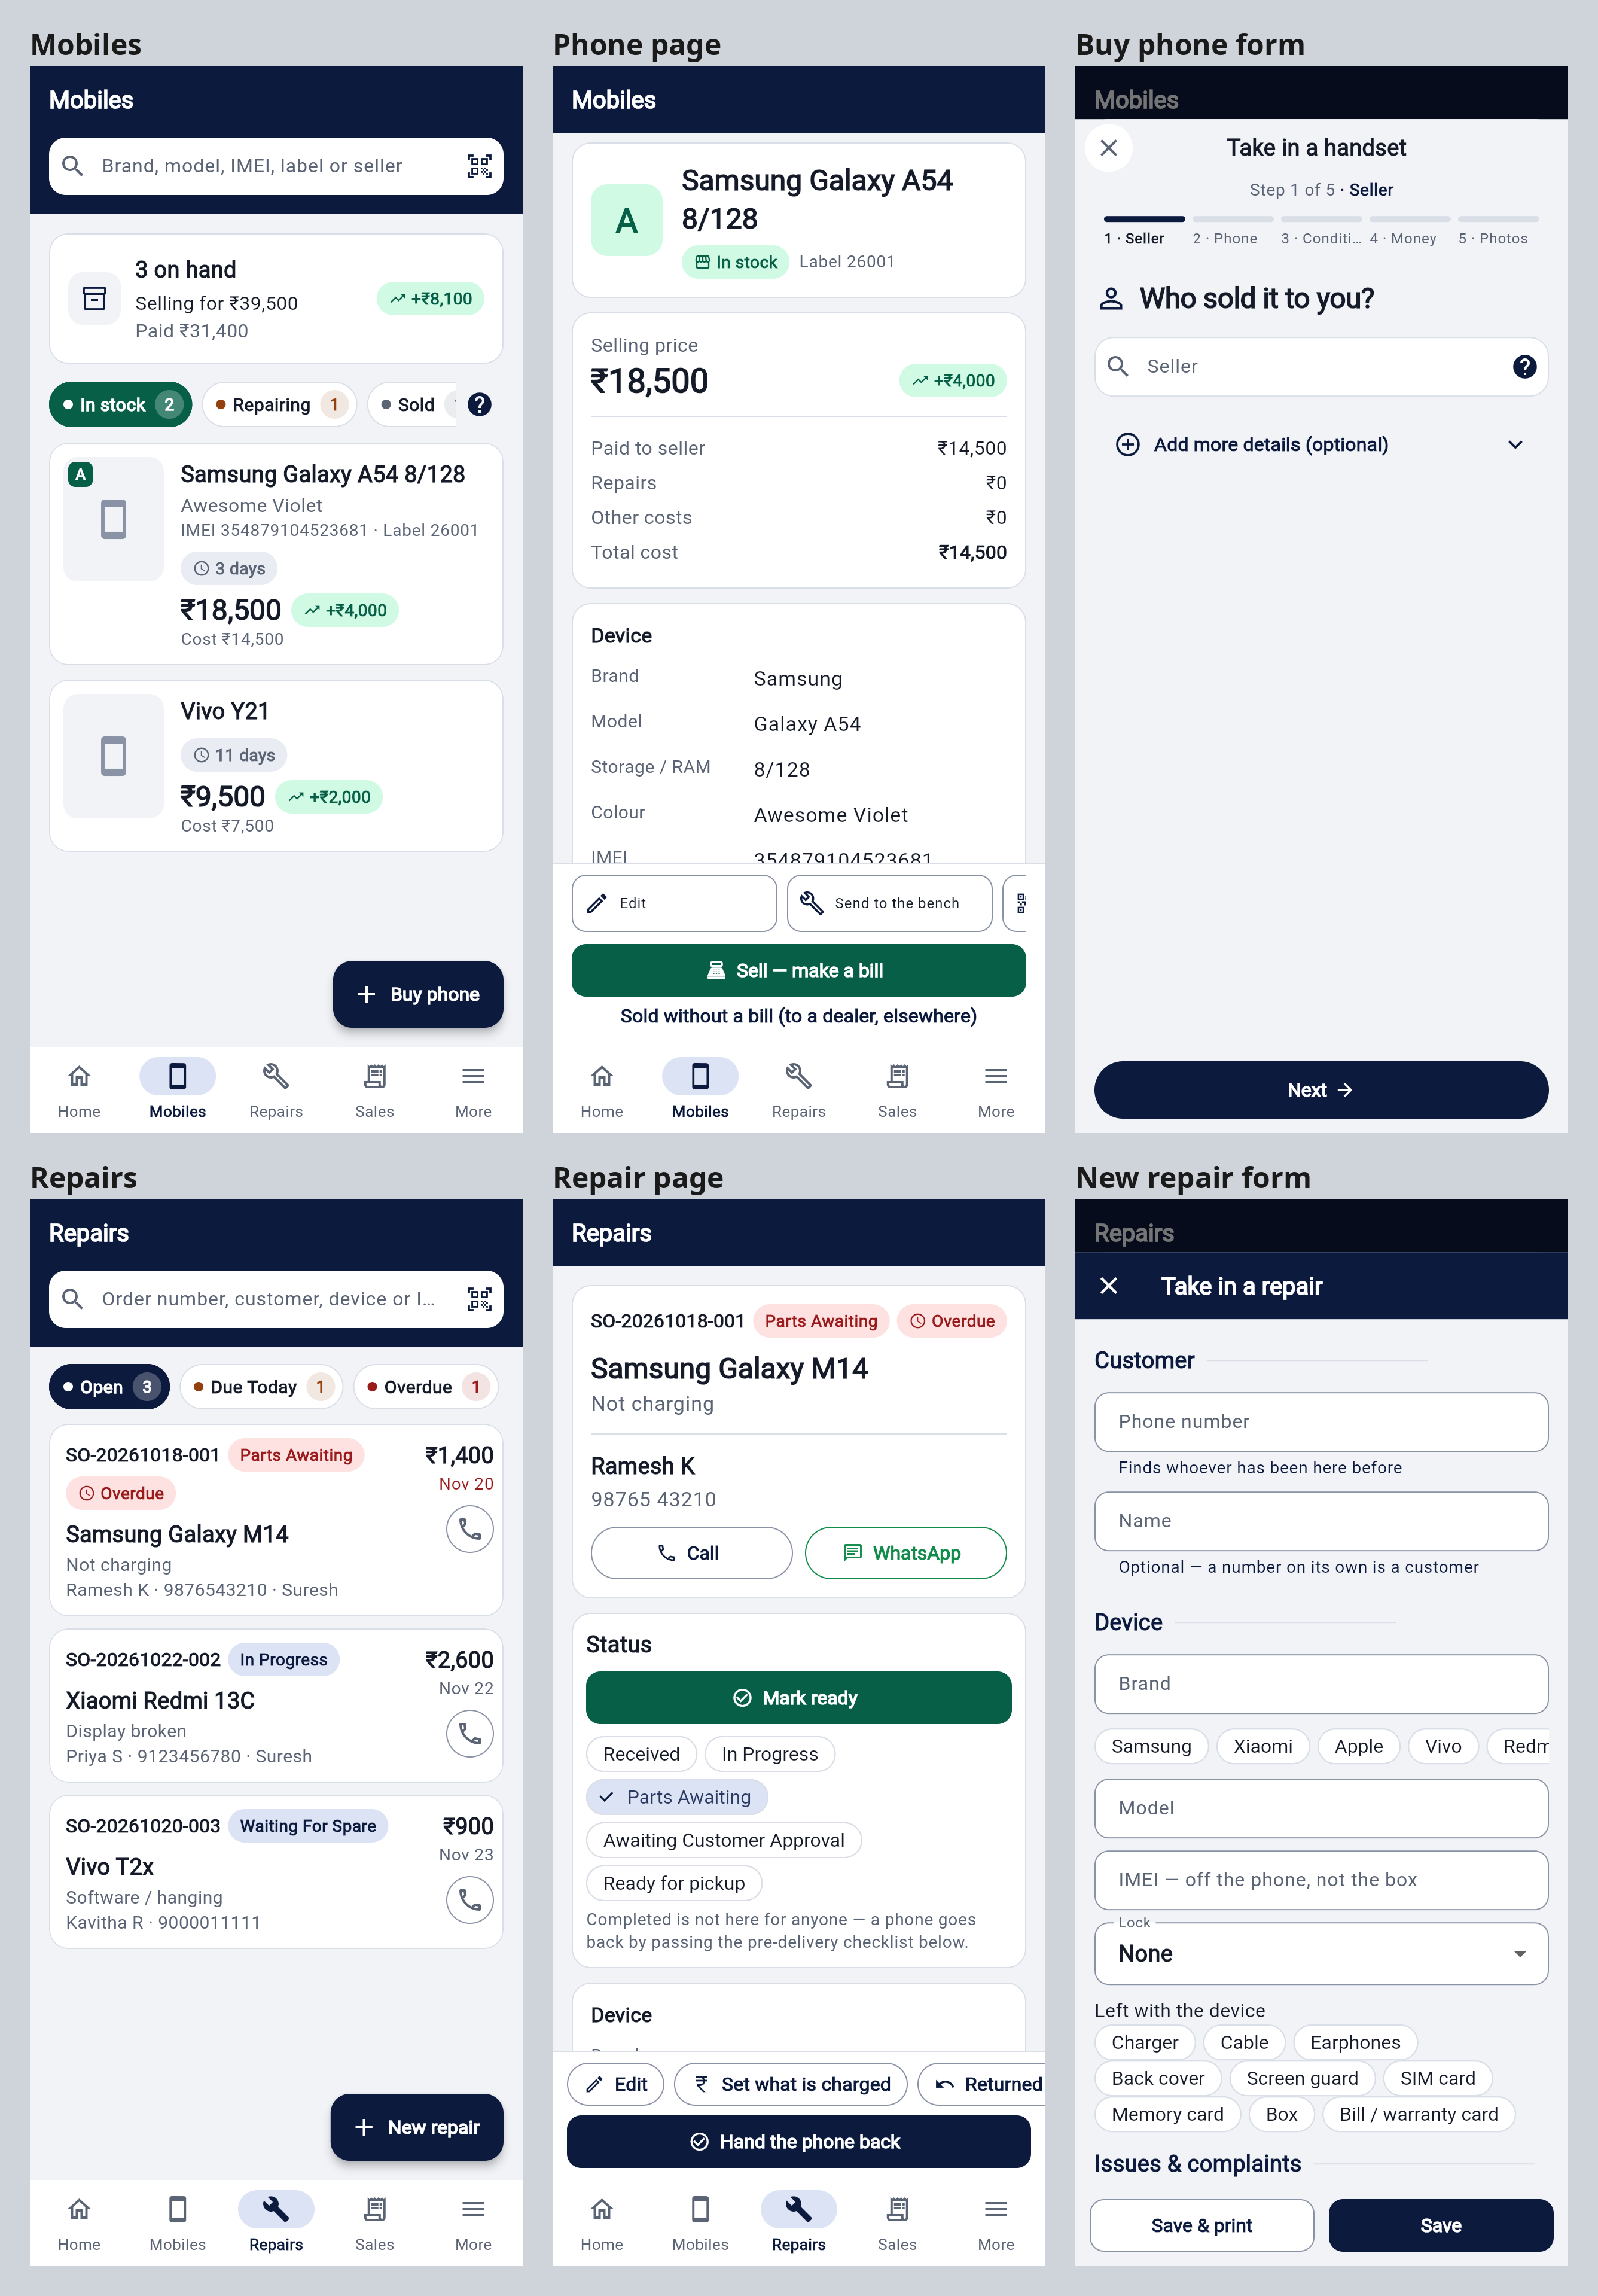 Mobiles
Mobiles
Brand, model, IMEI, label or seller
3 on hand
Selling for ₹39,500
Paid ₹31,400
+₹8,100
In stock 2
Repairing 1
Sold
Samsung Galaxy A54 8/128
A
Awesome Violet
IMEI 354879104523681 · Label 26001
3 days
₹18,500 +₹4,000
Cost ₹14,500
Vivo Y21
11 days
₹9,500 +₹2,000
Cost ₹7,500
+ Buy phone
Home Mobiles Repairs Sales More
Phone page
Mobiles
A
Samsung Galaxy A54
8/128
In stock Label 26001
Selling price
₹18,500 +₹4,000
Paid to seller ₹14,500
Repairs ₹0
Other costs ₹0
Total cost ₹14,500
Device
Brand Samsung
Model Galaxy A54
Storage / RAM 8/128
Colour Awesome Violet
IMEI 354879104523681
Edit Send to the bench
Sell — make a bill
Sold without a bill (to a dealer, elsewhere)
Home Mobiles Repairs Sales More
Buy phone form
Mobiles
Take in a handset
Step 1 of 5 · Seller
1 · Seller 2 · Phone 3 · Conditi... 4 · Money 5 · Photos
Who sold it to you?
Seller
Add more details (optional)
Next →
Repairs
Repairs
Order number, customer, device or I...
Open 3
Due Today 1
Overdue 1
SO-20261018-001 Parts Awaiting ₹1,400
Overdue Nov 20
Samsung Galaxy M14
Not charging
Ramesh K · 9876543210 · Suresh
SO-20261022-002 In Progress ₹2,600
Nov 22
Xiaomi Redmi 13C
Display broken
Priya S · 9123456780 · Suresh
SO-20261020-003 Waiting For Spare ₹900
Nov 23
Vivo T2x
Software / hanging
Kavitha R · 9000011111
+ New repair
Home Mobiles Repairs Sales More
Repair page
Repairs
SO-20261018-001 Parts Awaiting Overdue
Samsung Galaxy M14
Not charging
Ramesh K
98765 43210
Call WhatsApp
Status
Mark ready
Received In Progress
Parts Awaiting
Awaiting Customer Approval
Ready for pickup
Completed is not here for anyone — a phone goes
back by passing the pre-delivery checklist below.
Device
Edit ₹ Set what is charged Returned
Hand the phone back
Home Mobiles Repairs Sales More
New repair form
Repairs
Take in a repair
Customer
Phone number
Finds whoever has been here before
Name
Optional — a number on its own is a customer
Device
Brand
Samsung Xiaomi Apple Vivo Redm
Model
IMEI — off the phone, not the box
Lock
None
Left with the device
Charger Cable Earphones
Back cover Screen guard SIM card
Memory card Box Bill / warranty card
Issues & complaints
Save & print Save